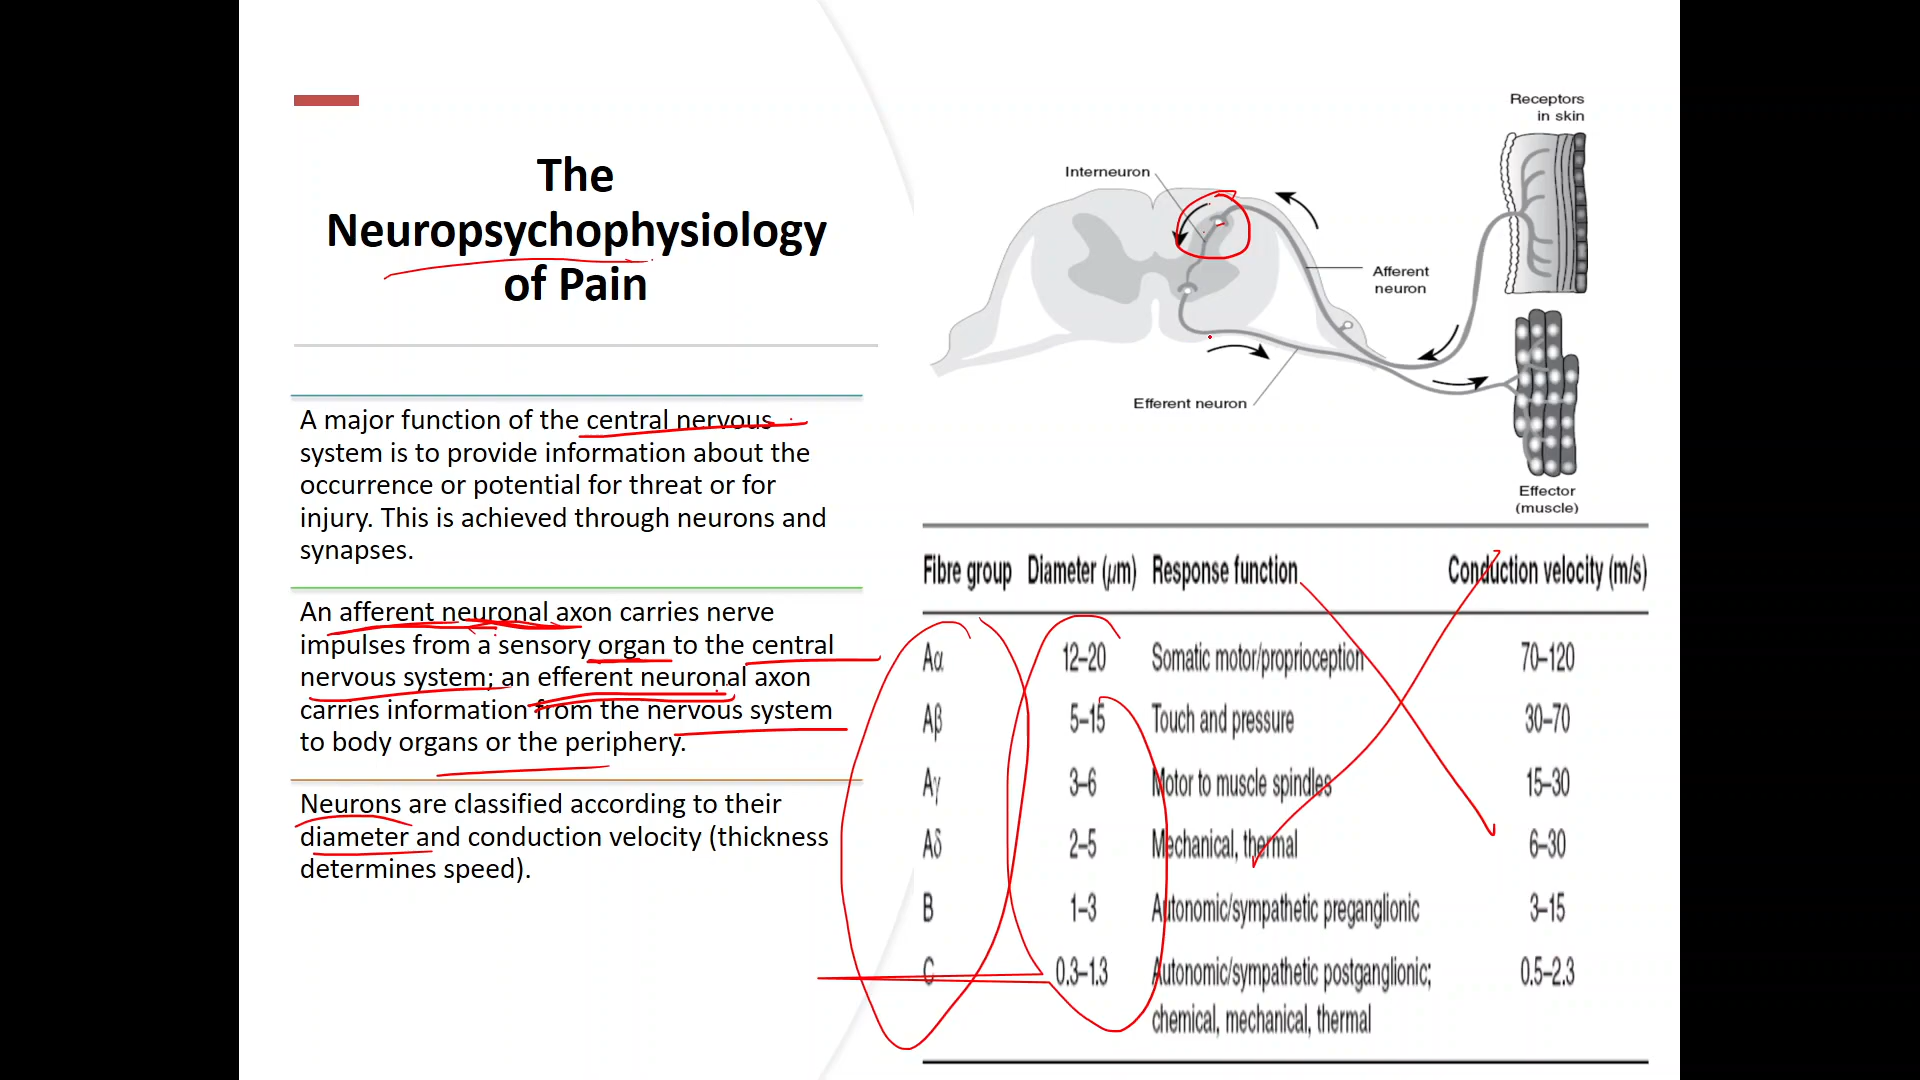 The
Neuropsychophysiology
of Pain
A major function of the central nervous
system is to provide information about the
occurrence or potential for threat or for
injury. This is achieved through neurons and
synapses.
An afferent neuronal axon carries nerve
impulses from a sensory organ to the central
nervous system; an efferent neuronal axon
carries information from the nervous system
to body organs or the periphery.
Neurons are classified according to their
diameter and conduction velocity (thickness
determines speed).
Receptors
in skin
Interneuron
Afferent
neuron
Efferent neuron
Effector
(muscle)
Fibre group Diameter (μm) Response function Conduction velocity (m/s)
Aα 12–20 Somatic motor/proprioception 70–120
Aβ 5–15 Touch and pressure 30–70
Aγ 3–6 Motor to muscle spindles 15–30
Aδ 2–5 Mechanical, thermal 6–30
B 1–3 Autonomic/sympathetic preganglionic 3–15
C 0.3–1.3 Autonomic/sympathetic postganglionic; 0.5–2.3
chemical, mechanical, thermal